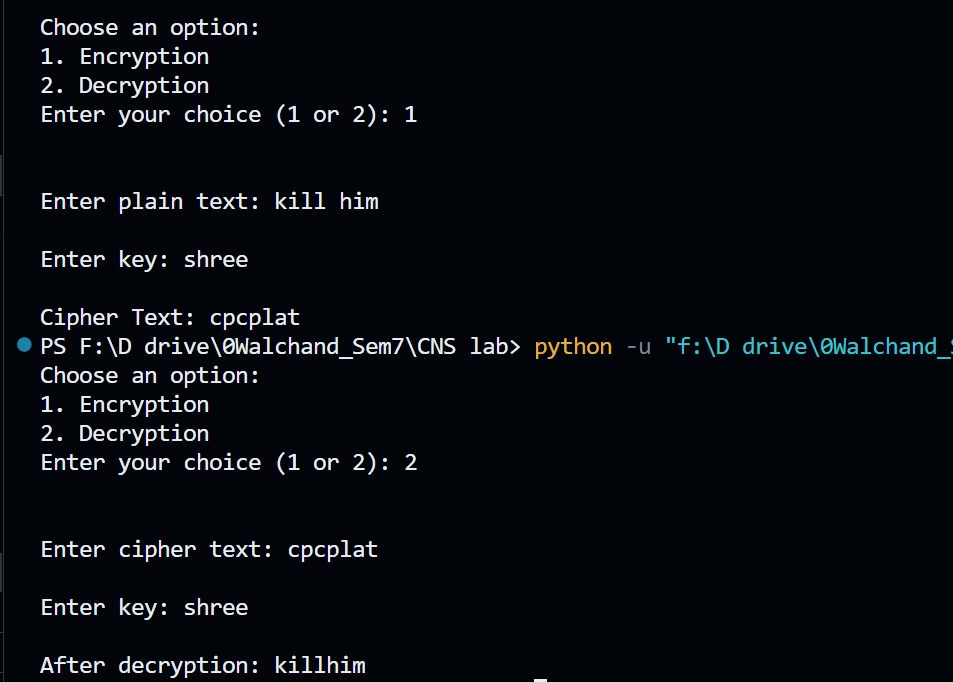 Choose an option:
1. Encryption
2. Decryption
Enter your choice (1 or 2): 1
Enter plain text: kill him
Enter key: shree
Cipher Text: cpcplat
PS F:\D drive\0Walchand_Sem7\CNS lab> python -u "f:\D drive\0Walchand_
Choose an option:
1. Encryption
2. Decryption
Enter your choice (1 or 2): 2
Enter cipher text: cpcplat
Enter key: shree
After decryption: killhim